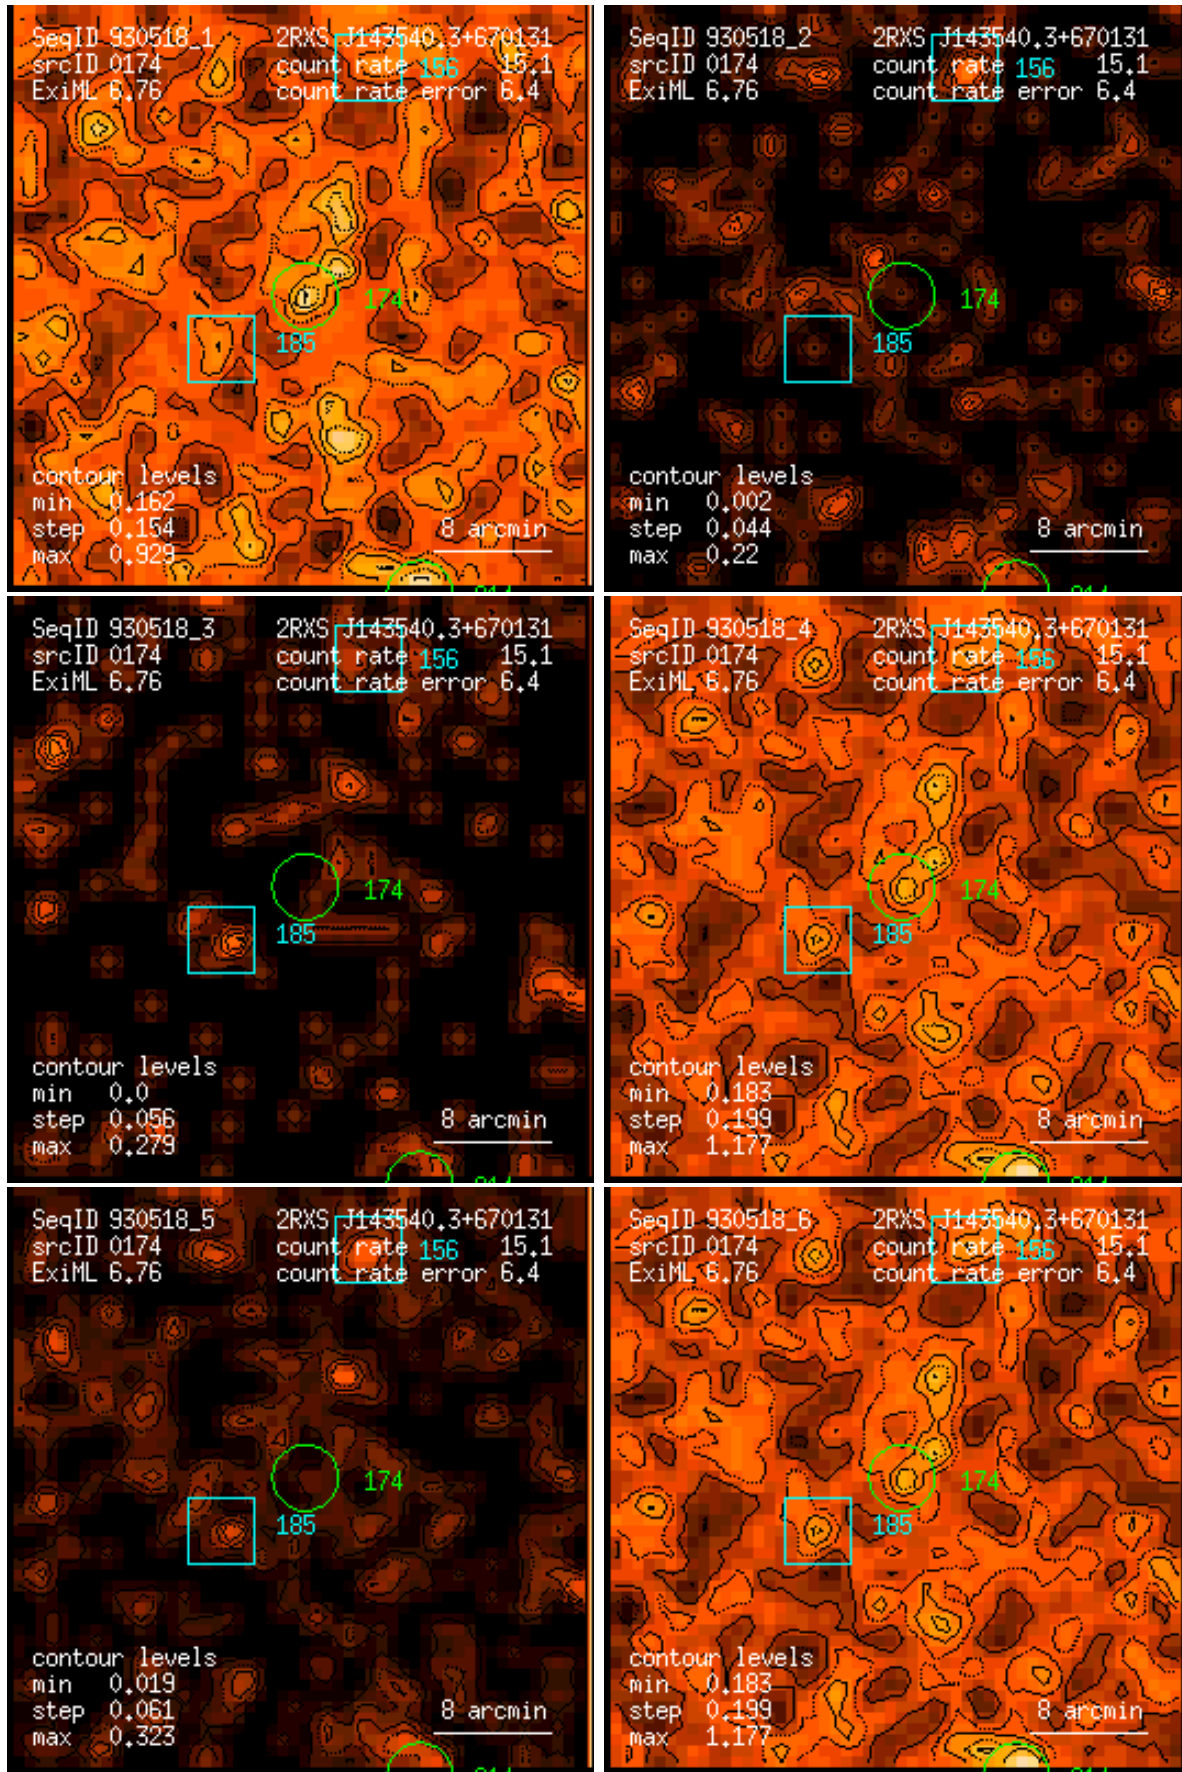 SeqID 930518_1 2RXS J143540.3+670131
srcID 0174 count rate 156 15.1
ExiML 6.76 count rate error 6.4
174
185
contour levels
min 0.162
step 0.154 8 arcmin
max 0.929
SeqID 930518_2 2RXS J143540.3+670131
srcID 0174 count rate 156 15.1
ExiML 6.76 count rate error 6.4
174
185
contour levels
min 0.002
step 0.044 8 arcmin
max 0.22
SeqID 930518_3 2RXS J143540.3+670131
srcID 0174 count rate 156 15.1
ExiML 6.76 count rate error 6.4
174
185
contour levels
min 0.0
step 0.056 8 arcmin
max 0.279
SeqID 930518_4 2RXS J143540.3+670131
srcID 0174 count rate 156 15.1
ExiML 6.76 count rate error 6.4
174
185
contour levels
min 0.183
step 0.199 8 arcmin
max 1.177
SeqID 930518_5 2RXS J143540.3+670131
srcID 0174 count rate 156 15.1
ExiML 6.76 count rate error 6.4
174
185
contour levels
min 0.019
step 0.061 8 arcmin
max 0.323
SeqID 930518_6 2RXS J143540.3+670131
srcID 0174 count rate 156 15.1
ExiML 6.76 count rate error 6.4
174
185
contour levels
min 0.183
step 0.199 8 arcmin
max 1.177